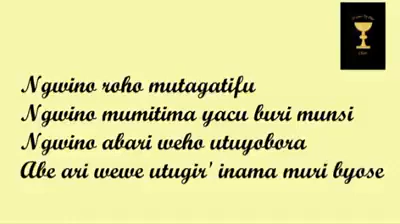 Ngwino roho mutagatifu
Ngwino mumitima yacu buri munsi
Ngwino abari weho utuyobora
Abe ari wewe utugir' inama muri byose